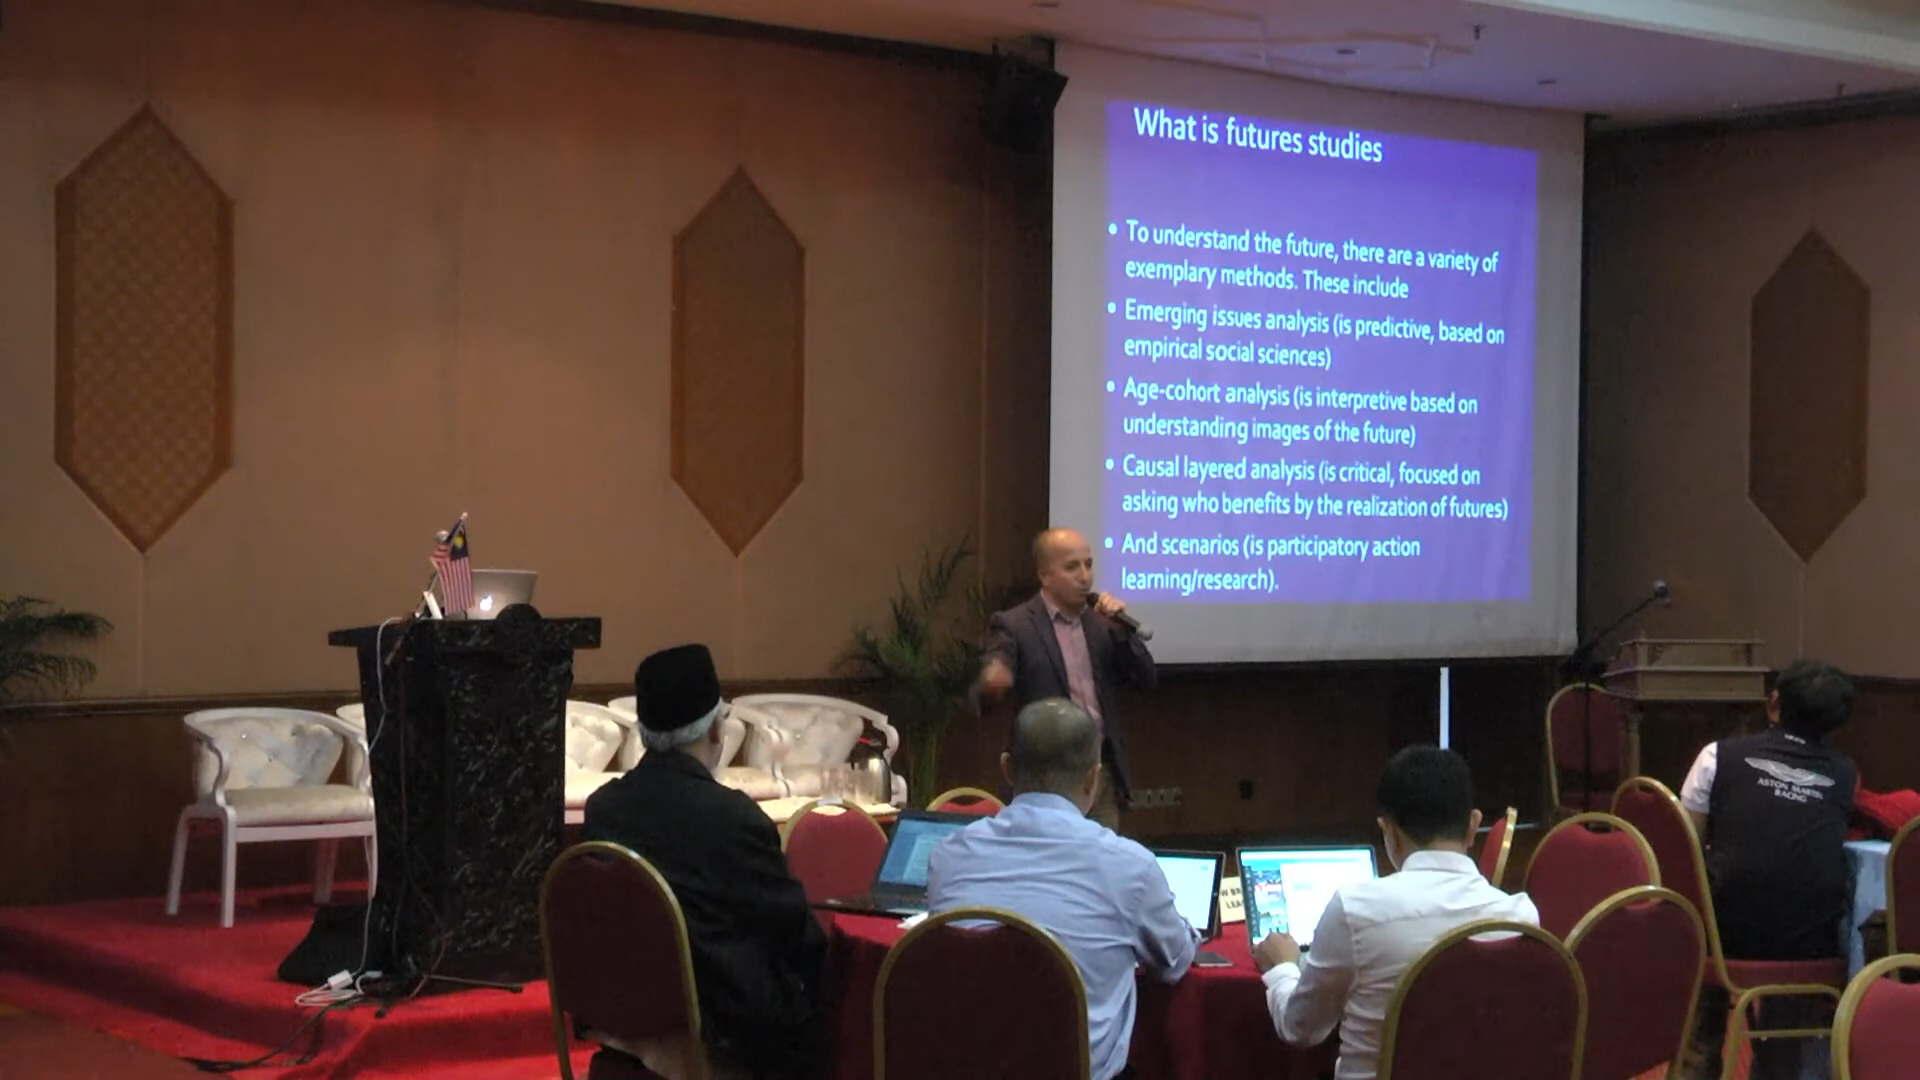 What is futures studies
• To understand the future, there are a variety of
exemplary methods. These include
• Emerging issues analysis (is predictive, based on
empirical social sciences)
• Age-cohort analysis (is interpretive based on
understanding images of the future)
• Causal layered analysis (is critical, focused on
asking who benefits by the realization of futures)
• And scenarios (is participatory action
learning/research).
ASTON MARTIN
RACING